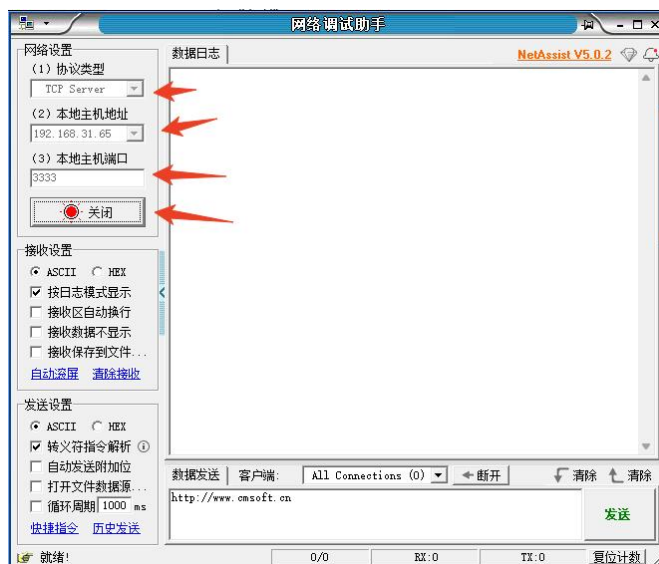 网络调试助手
网络设置
数据日志
NetAssist V5.0.2
(1) 协议类型
TCP Server
(2) 本地主机地址
192.168.31.65
(3) 本地主机端口
3333
关闭
接收设置
ASCII HEX
按日志模式显示
接收区自动换行
接收数据不显示
接收保存到文件...
自动滚屏 清除接收
发送设置
ASCII HEX
转义符指令解析
自动发送附加位
打开文件数据源...
循环周期 1000 ms
快捷指令 历史发送
数据发送 客户端: All Connections (0) 断开 清除 清除
http://www.cmsoft.cn
发送
就绪! 0/0 RX:0 TX:0 复位计数